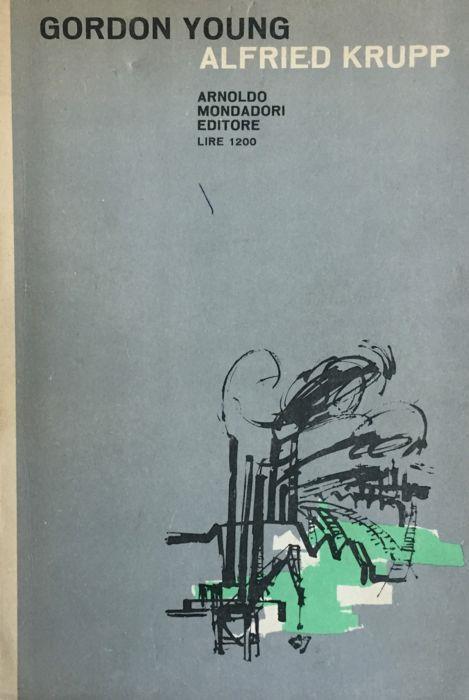 GORDON YOUNG
ALFRIED KRUPP
ARNOLDO
MONDADORI
EDITORE
LIRE 1200